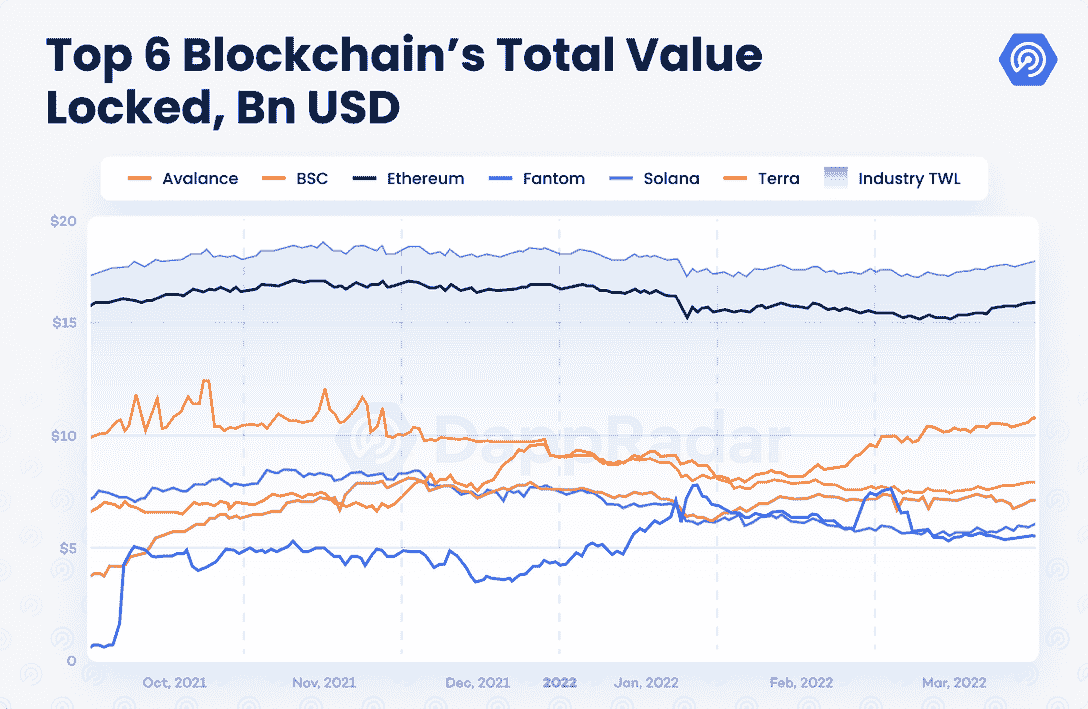 Top 6 Blockchain's Total Value
Locked, Bn USD
Avalance BSC Ethereum Fantom Solana Terra Industry TWL
$20
$15
$10
$5
0
DappRadar
Oct, 2021 Nov, 2021 Dec, 2021 2022 Jan, 2022 Feb, 2022 Mar, 2022